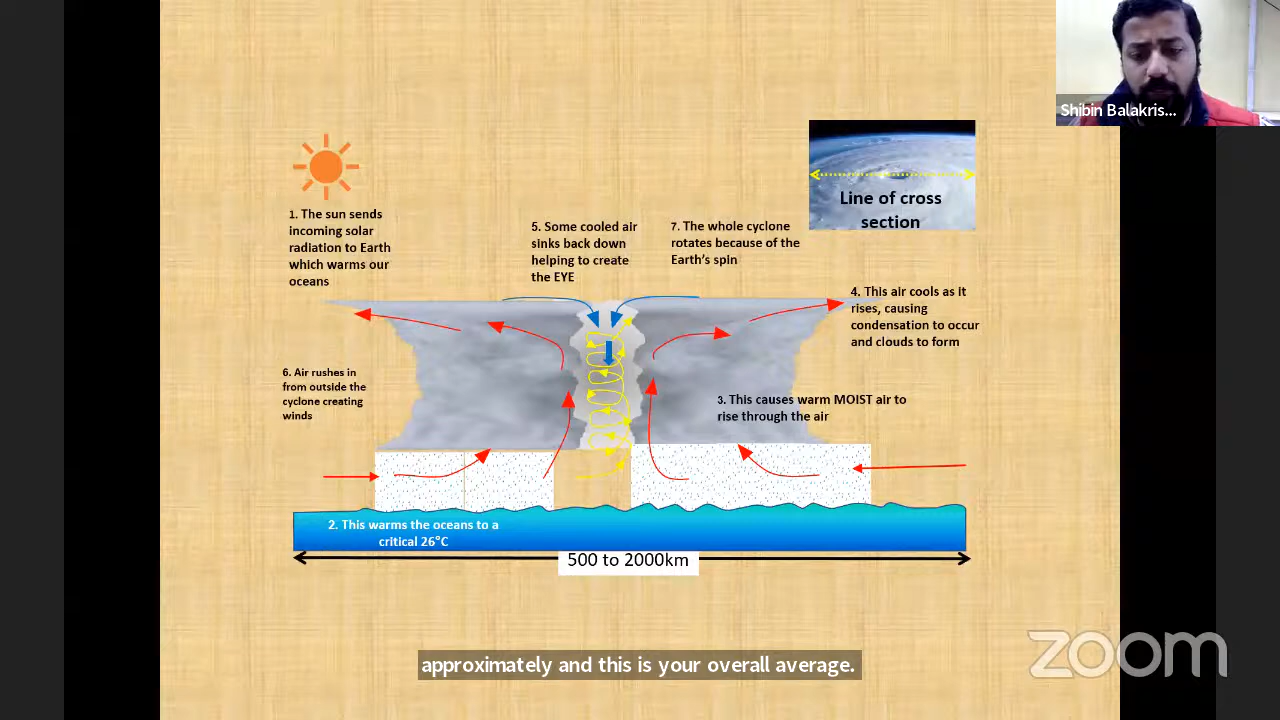 Shibin Balakris...
Line of cross
section
1. The sun sends
incoming solar
radiation to Earth
which warms our
oceans
5. Some cooled air
sinks back down
helping to create
the EYE
7. The whole cyclone
rotates because of the
Earth's spin
4. This air cools as it
rises, causing
condensation to occur
and clouds to form
6. Air rushes in
from outside the
cyclone creating
winds
3. This causes warm MOIST air to
rise through the air
2. This warms the oceans to a
critical 26°C
500 to 2000km
zoom
approximately and this is your overall average.